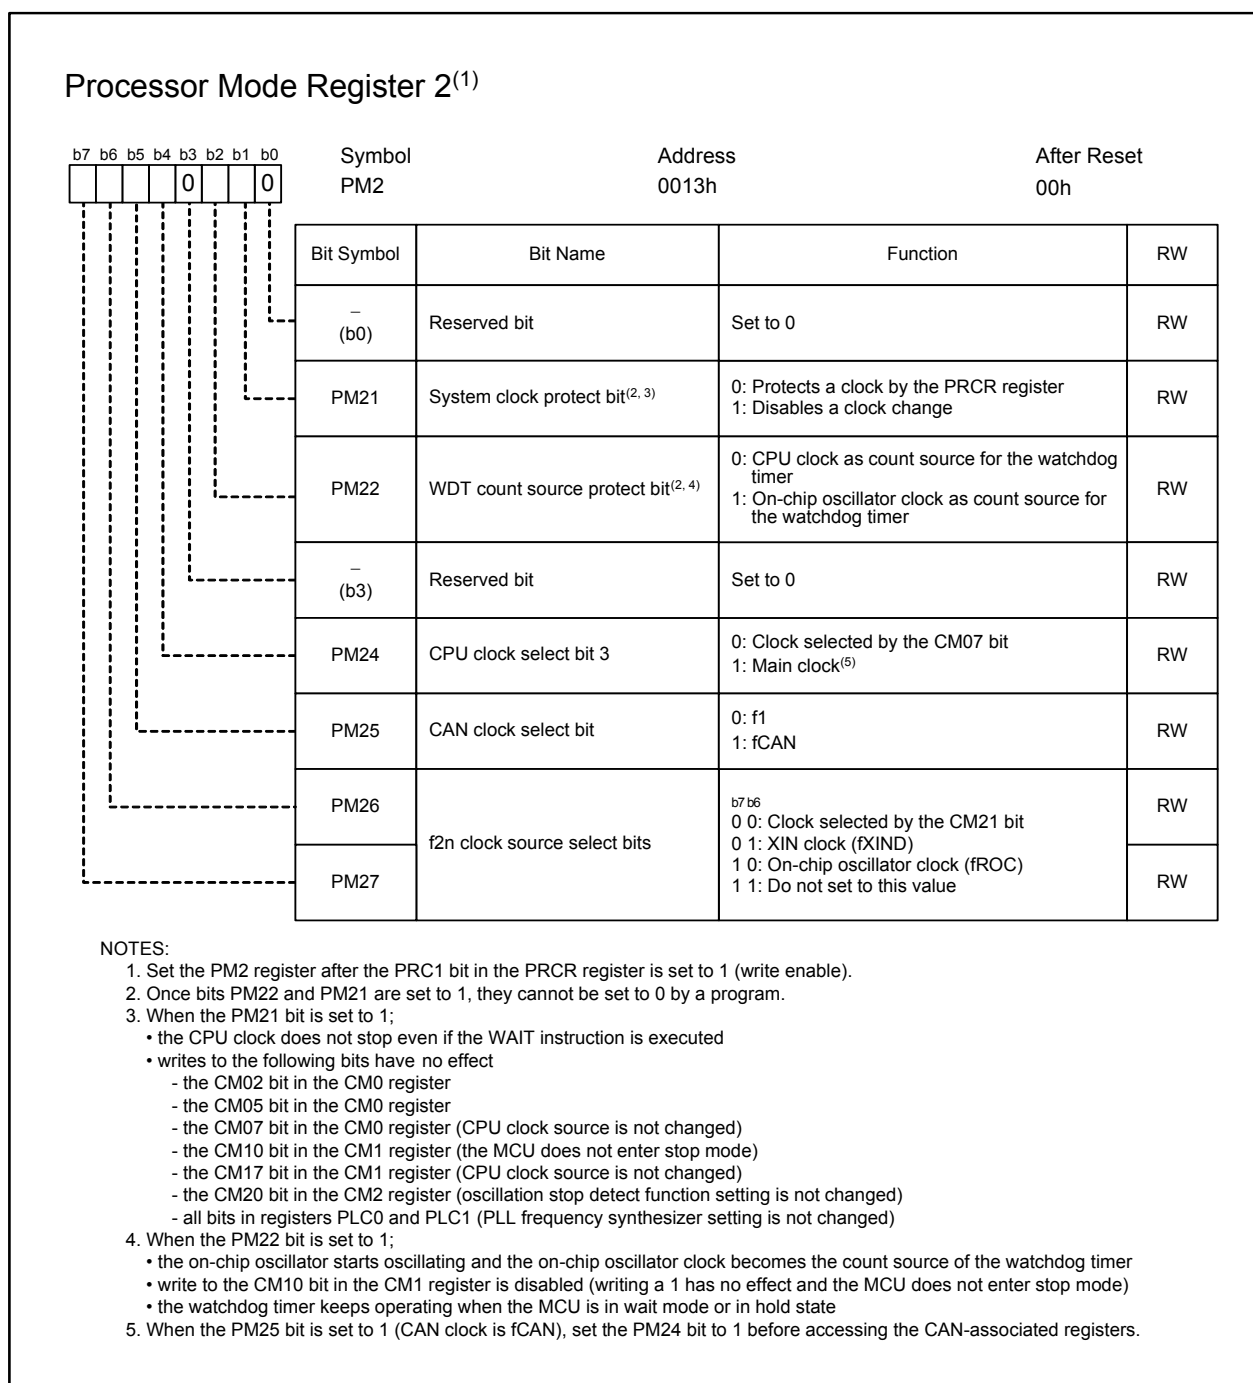 Processor Mode Register 2(1)
b7 b6 b5 b4 b3 b2 b1 b0
0 0
Symbol Address After Reset
PM2 0013h 00h
Bit Symbol Bit Name Function RW
–
(b0) Reserved bit Set to 0 RW
PM21 System clock protect bit(2, 3) 0: Protects a clock by the PRCR register
1: Disables a clock change RW
PM22 WDT count source protect bit(2, 4) 0: CPU clock as count source for the watchdog
timer
1: On-chip oscillator clock as count source for
the watchdog timer RW
–
(b3) Reserved bit Set to 0 RW
PM24 CPU clock select bit 3 0: Clock selected by the CM07 bit
1: Main clock(5) RW
PM25 CAN clock select bit 0: f1
1: fCAN RW
PM26 RW
f2n clock source select bits
b7 b6
0 0: Clock selected by the CM21 bit
0 1: XIN clock (fXIND)
1 0: On-chip oscillator clock (fROC)
1 1: Do not set to this value
PM27 RW
NOTES:
1. Set the PM2 register after the PRC1 bit in the PRCR register is set to 1 (write enable).
2. Once bits PM22 and PM21 are set to 1, they cannot be set to 0 by a program.
3. When the PM21 bit is set to 1;
• the CPU clock does not stop even if the WAIT instruction is executed
• writes to the following bits have no effect
- the CM02 bit in the CM0 register
- the CM05 bit in the CM0 register
- the CM07 bit in the CM0 register (CPU clock source is not changed)
- the CM10 bit in the CM1 register (the MCU does not enter stop mode)
- the CM17 bit in the CM1 register (CPU clock source is not changed)
- the CM20 bit in the CM2 register (oscillation stop detect function setting is not changed)
- all bits in registers PLC0 and PLC1 (PLL frequency synthesizer setting is not changed)
4. When the PM22 bit is set to 1;
• the on-chip oscillator starts oscillating and the on-chip oscillator clock becomes the count source of the watchdog timer
• write to the CM10 bit in the CM1 register is disabled (writing a 1 has no effect and the MCU does not enter stop mode)
• the watchdog timer keeps operating when the MCU is in wait mode or in hold state
5. When the PM25 bit is set to 1 (CAN clock is fCAN), set the PM24 bit to 1 before accessing the CAN-associated registers.